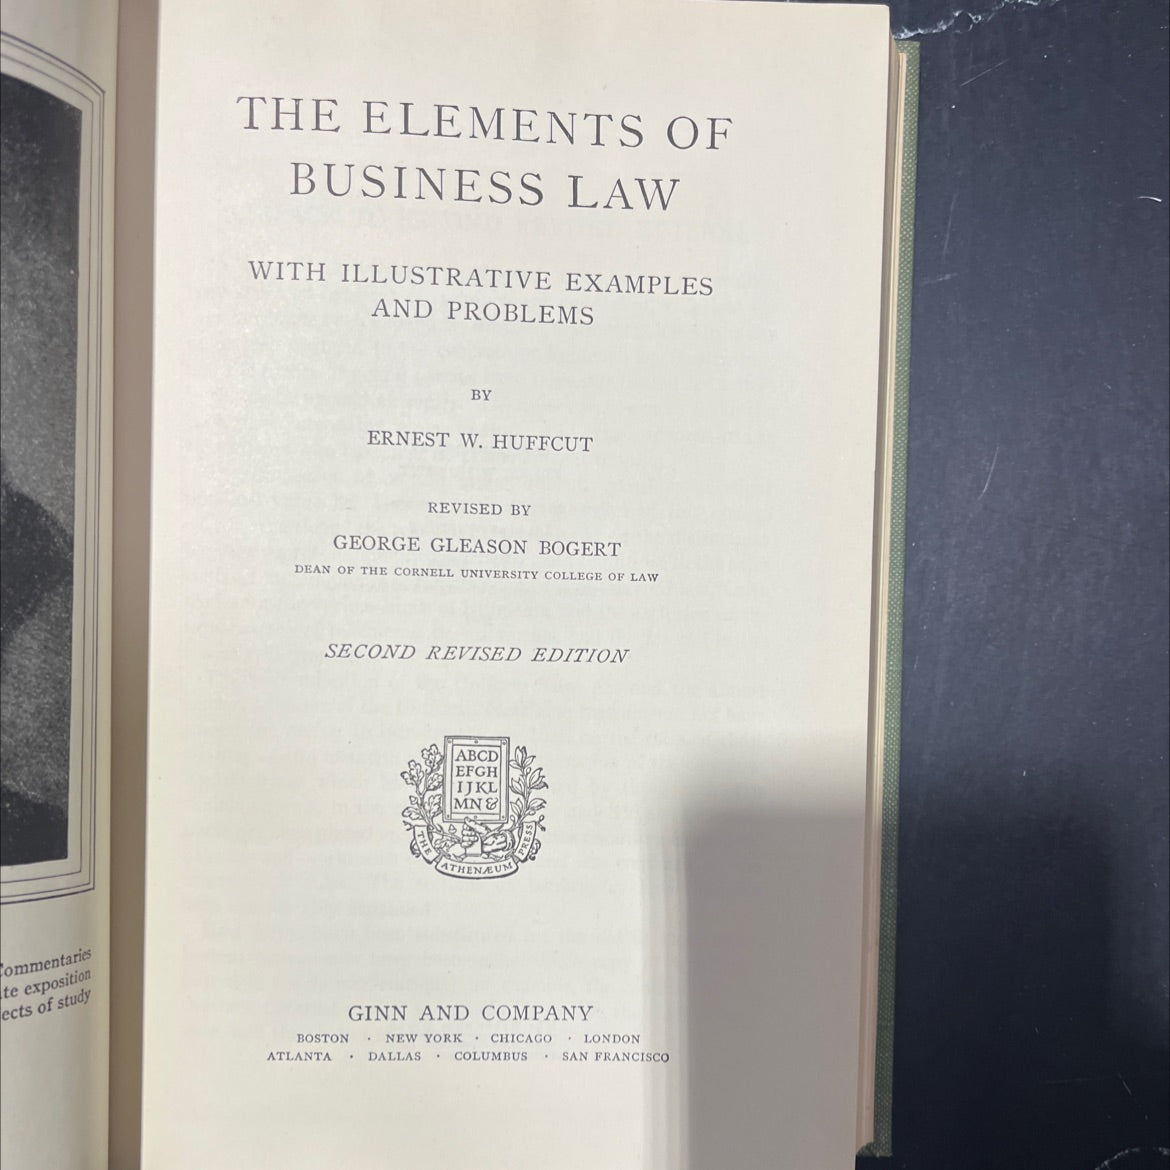 THE ELEMENTS OF
BUSINESS LAW
WITH ILLUSTRATIVE EXAMPLES
AND PROBLEMS
BY
ERNEST W. HUFFCUT
REVISED BY
GEORGE GLEASON BOGERT
DEAN OF THE CORNELL UNIVERSITY COLLEGE OF LAW
SECOND REVISED EDITION
ABCD
EFGH
IJKL
MN&
THE ATHENÆUM PRESS
GINN AND COMPANY
BOSTON · NEW YORK · CHICAGO · LONDON
ATLANTA · DALLAS · COLUMBUS · SAN FRANCISCO
Commentaries
exposition
of study